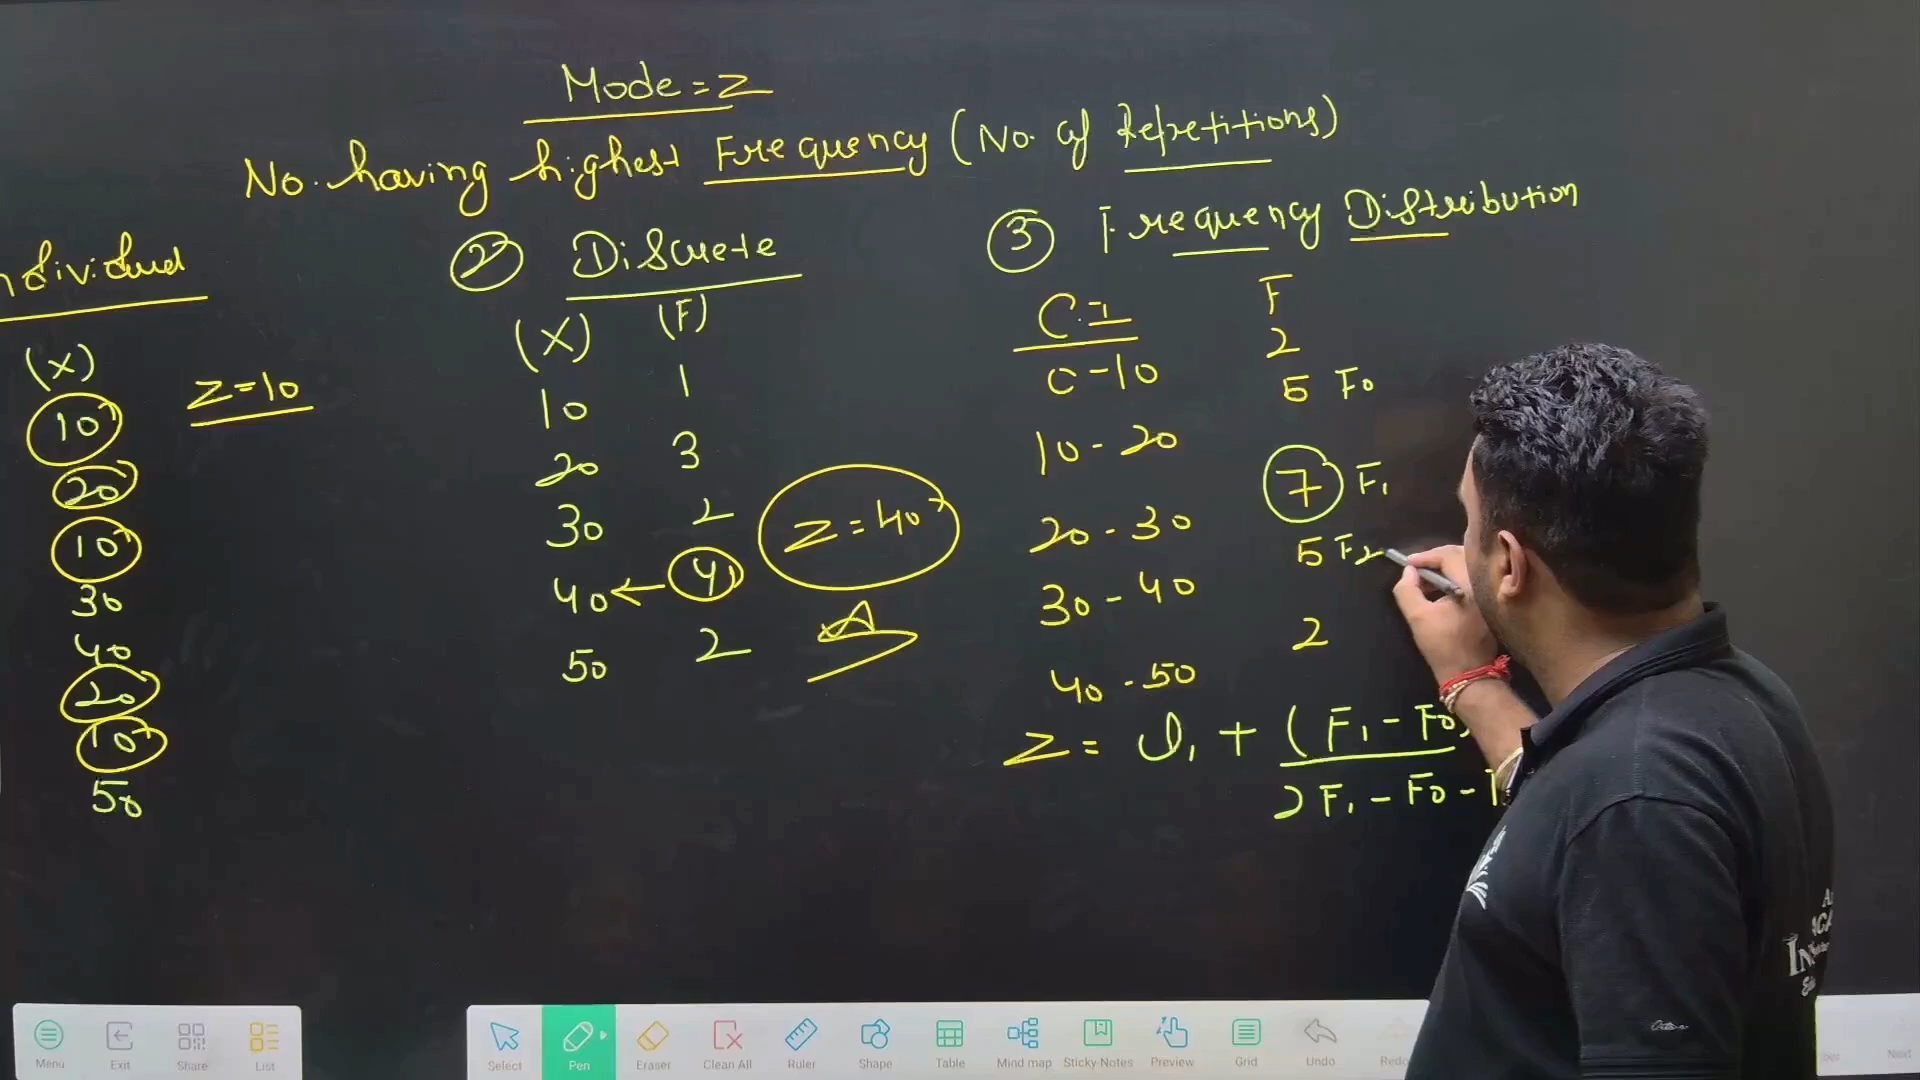 Mode = Z
No. having highest Frequency (No. of Repetitions)
ndividual
(X)
10
20
10
30
40
20
10
50
Z=10
2 Discrete
(X) (F)
10 1
20 3
30 2
40 ← 4
50 2
Z = 40
3 Frequency Distribution
C.I F
0-10 2
10-20 5 F0
20-30 7 F1
30-40 5 F2
40-50 2
Z = l1 + (F1 - F0)
2F1 - F0 -
Menu
Exit
Share
List
Select
Pen
Eraser
Clean All
Ruler
Shape
Table
Mind map
Sticky Notes
Preview
Grid
Undo
Redo
Next